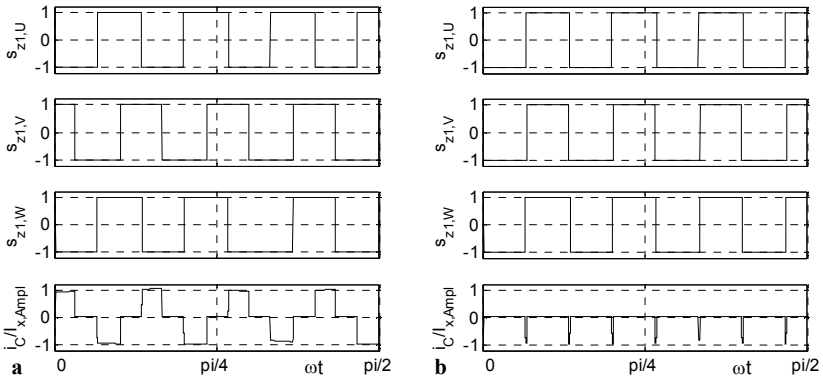 1
0
-1
s_z1,U
1
0
-1
s_z1,V
1
0
-1
s_z1,W
1
0
-1
i_C/I_x,Ampl
0
pi/4
ωt
pi/2
a
1
0
-1
s_z1,U
1
0
-1
s_z1,V
1
0
-1
s_z1,W
1
0
-1
i_C/I_x,Ampl
0
pi/4
ωt
pi/2
b